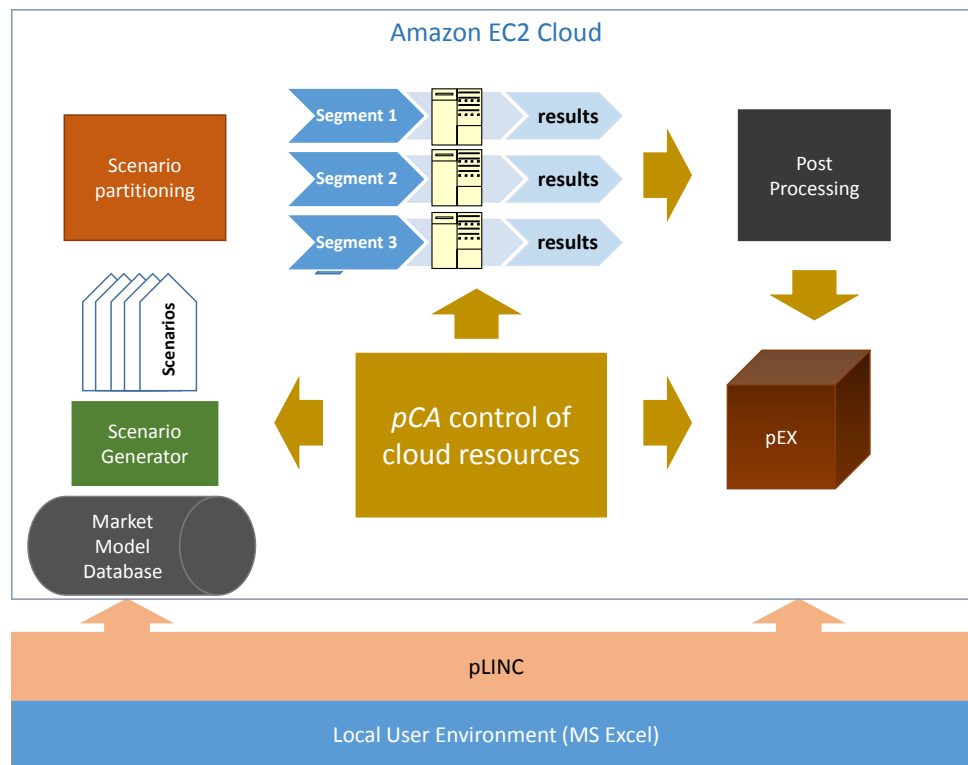 Amazon EC2 Cloud
Scenario
partitioning
Segment 1
results
Segment 2
results
Segment 3
results
Post
Processing
Scenarios
Scenario
Generator
pCA control of
cloud resources
pEX
Market
Model
Database
pLINC
Local User Environment (MS Excel)